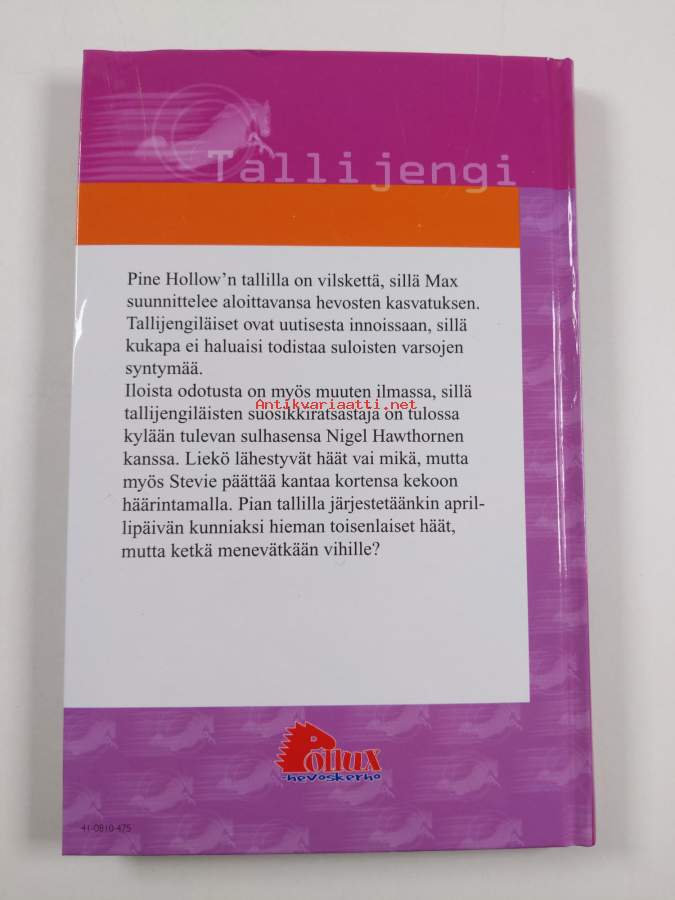 Tallijengi
Pine Hollow'n tallilla on vilskettä, sillä Max
suunnittelee aloittavansa hevosten kasvatuksen.
Tallijengiläiset ovat uutisesta innoissaan, sillä
kukapa ei haluaisi todistaa suloisten varsojen
syntymää.
Iloista odotusta on myös muuten ilmassa, sillä
Antikvariaatti.net
tallijengiläisten suosikkiratsastaja on tulossa
kylään tulevan sulhasensa Nigel Hawthornen
kanssa. Liekö lähestyvät häät vai mikä, mutta
myös Stevie päättää kantaa kortensa kekoon
häärintamalla. Pian tallilla järjestetäänkin april-
lipäivän kunniaksi hieman toisenlaiset häät,
mutta ketkä menevätkään vihille?
Pollux
-hevoskerho
41-0810-475